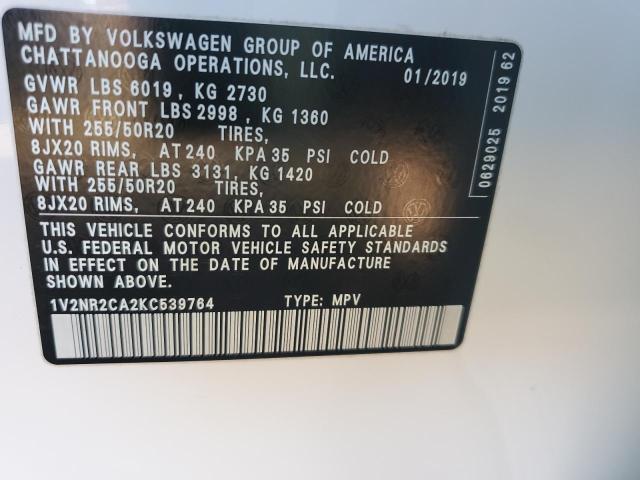 MFD BY VOLKSWAGEN GROUP OF AMERICA
CHATTANOOGA OPERATIONS, LLC. 01/2019
GVWR LBS 6019, KG 2730
GAWR FRONT LBS 2998, KG 1360
WITH 255/50R20 TIRES,
8JX20 RIMS, AT 240 KPA 35 PSI COLD
GAWR REAR LBS 3131, KG 1420
WITH 255/50R20 TIRES,
8JX20 RIMS, AT 240 KPA 35 PSI COLD
THIS VEHICLE CONFORMS TO ALL APPLICABLE
U.S. FEDERAL MOTOR VEHICLE SAFETY STANDARDS
IN EFFECT ON THE DATE OF MANUFACTURE
SHOWN ABOVE.
1V2NR2CA2KC539764 TYPE: MPV
0629025 2019 62